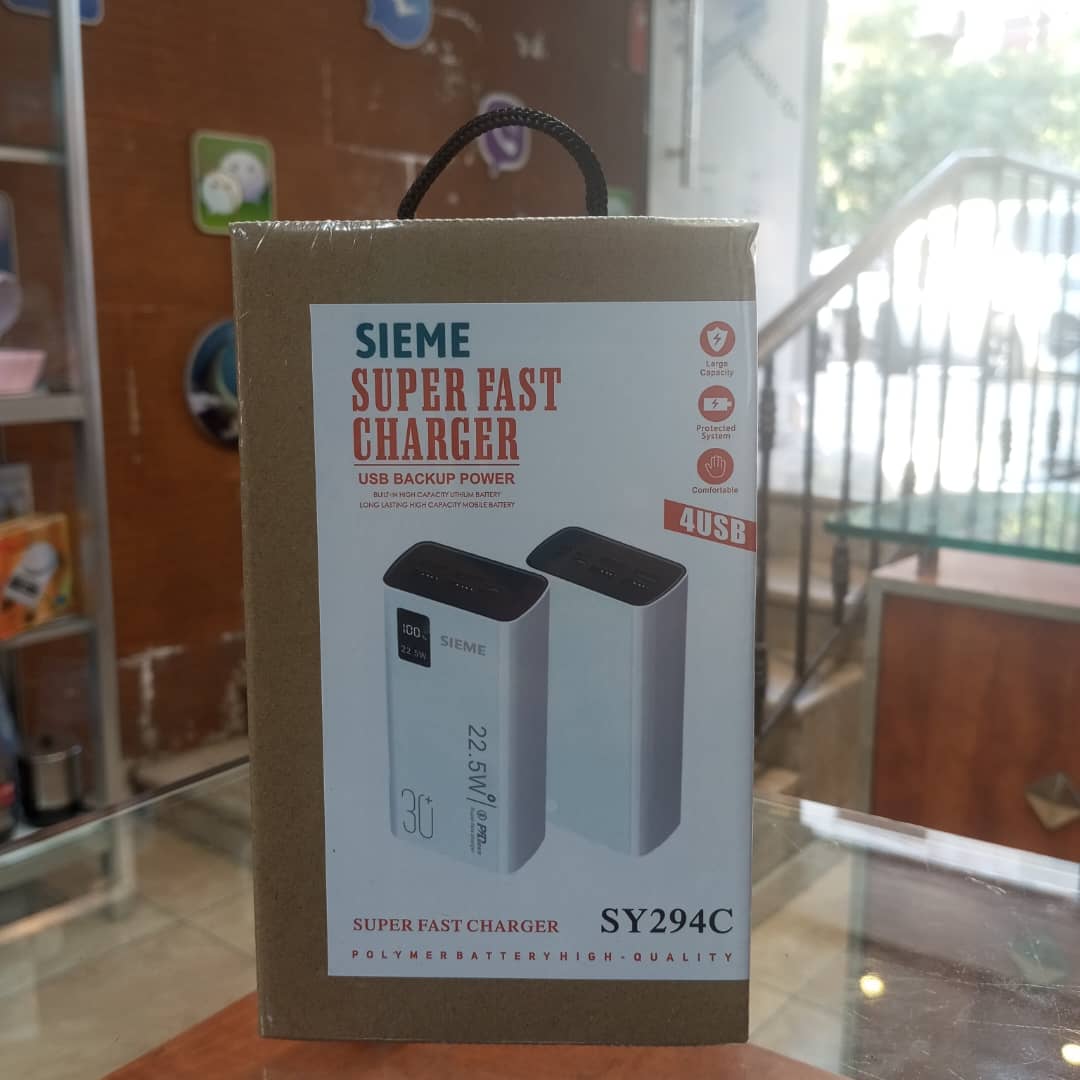 SIEME
SUPER FAST
CHARGER
USB BACKUP POWER
BUILT-IN HIGH CAPACITY LITHIUM BATTERY
LONG LASTING HIGH CAPACITY MOBILE BATTERY
Large
Capacity
Protected
System
Comfortable
4USB
100%
22.5W
SIEME
22.5W
PD
30+
SUPER FAST CHARGER
SY294C
POLYMERBATTERYHIGH-QUALITY